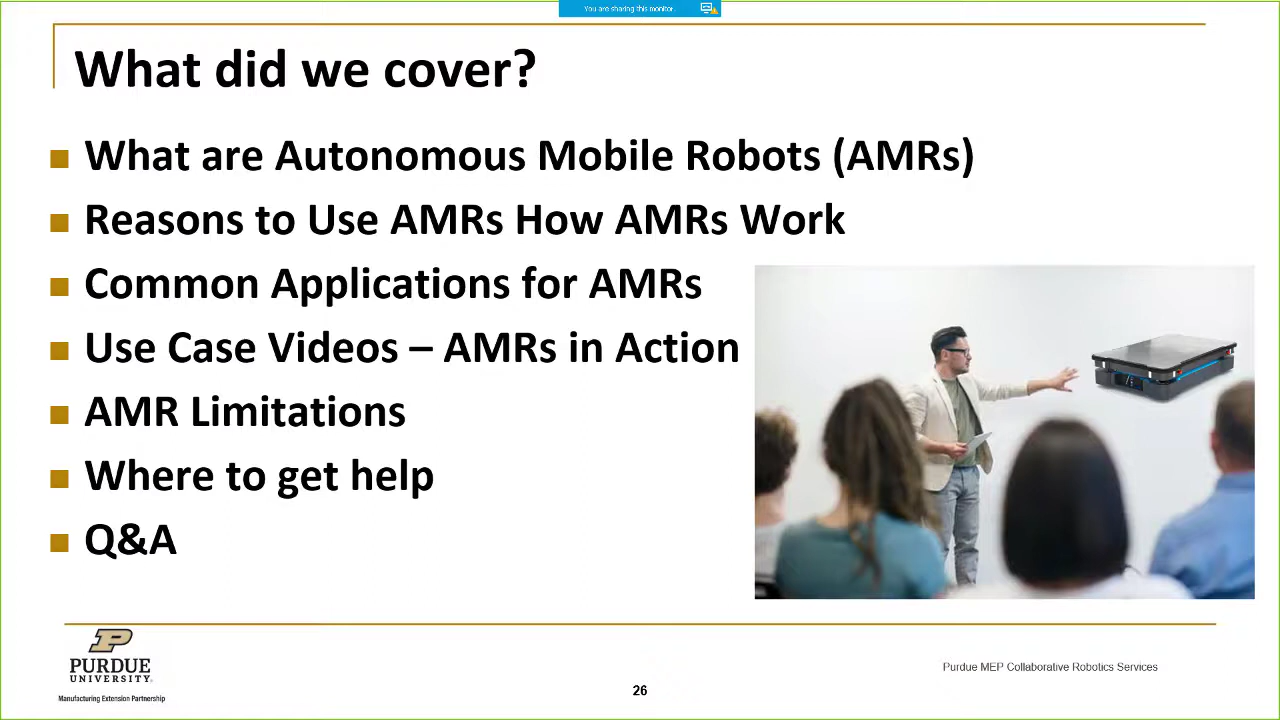 You are sharing this monitor.
What did we cover?
What are Autonomous Mobile Robots (AMRs)
Reasons to Use AMRs How AMRs Work
Common Applications for AMRs
Use Case Videos – AMRs in Action
AMR Limitations
Where to get help
Q&A
P
PURDUE
UNIVERSITY®
Manufacturing Extension Partnership
26
Purdue MEP Collaborative Robotics Services